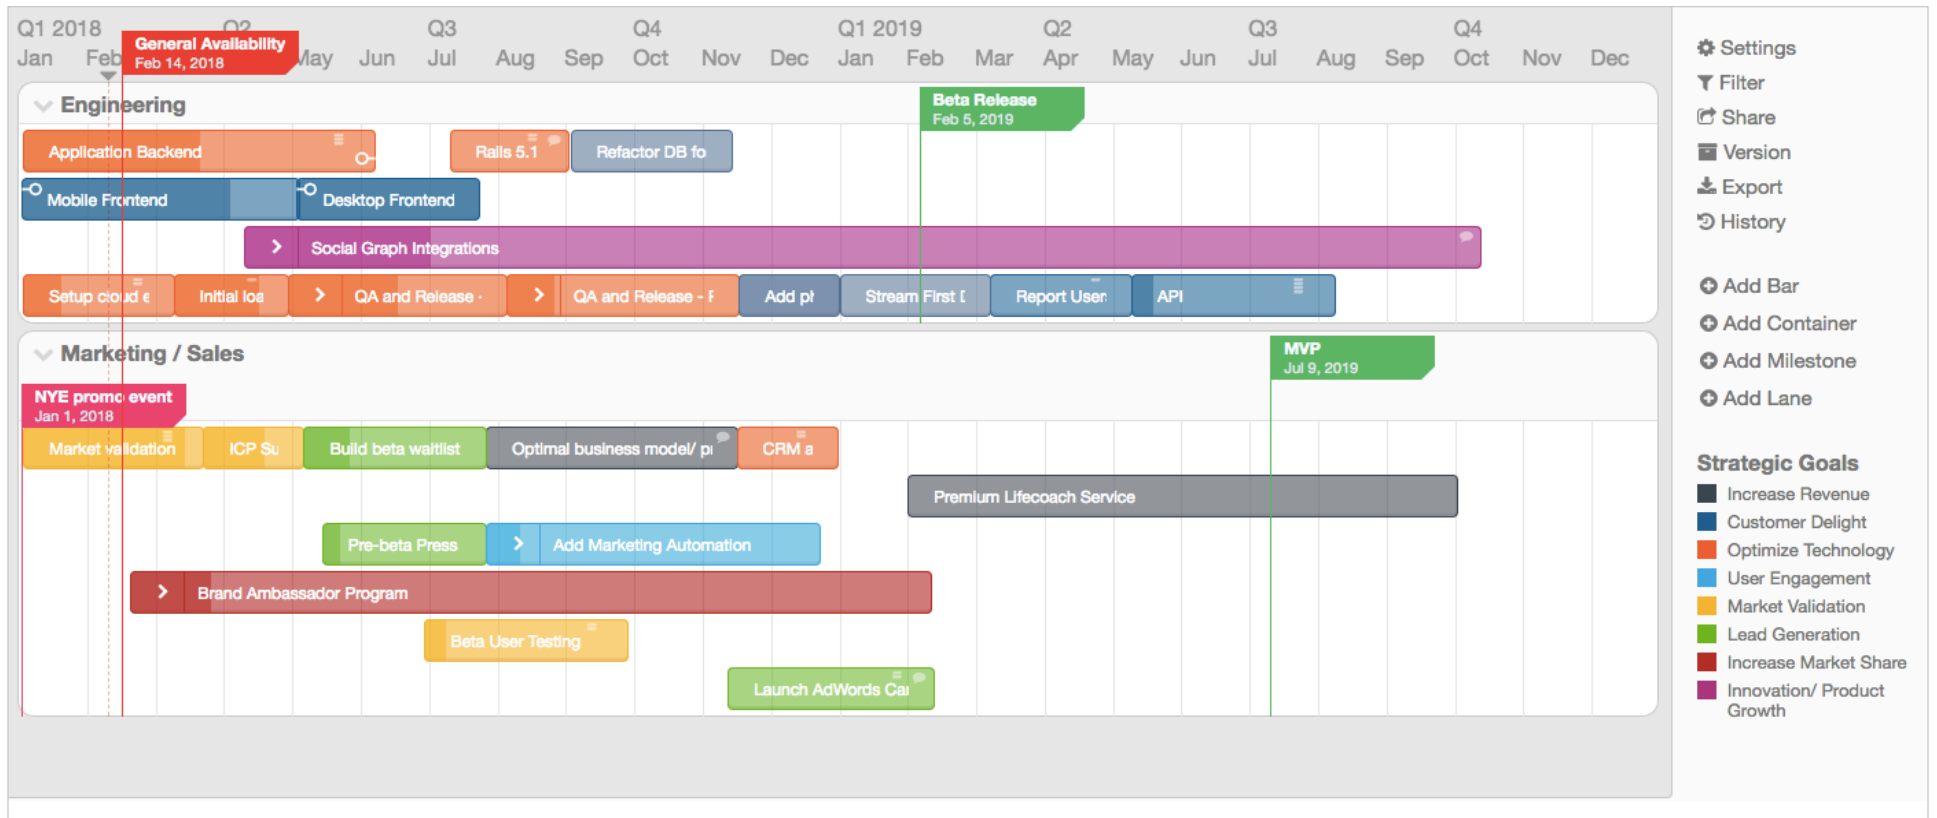 Q1 2018
Q2
Q3
Q4
Q1 2019
Q2
Q3
Q4
Jan
Feb
May
Jun
Jul
Aug
Sep
Oct
Nov
Dec
Jan
Feb
Mar
Apr
May
Jun
Jul
Aug
Sep
Oct
Nov
Dec
General Availability
Feb 14, 2018
Engineering
Beta Release
Feb 5, 2019
Application Backend
Rails 5.1
Refactor DB fo
Mobile Frontend
Desktop Frontend
Social Graph Integrations
Setup cloud e
Initial loa
QA and Release -
QA and Release - F
Add pl
Stream First D
Report User
API
Marketing / Sales
MVP
Jul 9, 2019
NYE promo event
Jan 1, 2018
Market validation
ICP Su
Build beta waitlist
Optimal business model/ pr
CRM a
Premium Lifecoach Service
Pre-beta Press
Add Marketing Automation
Brand Ambassador Program
Beta User Testing
Launch AdWords Car
Settings
Filter
Share
Version
Export
History
Add Bar
Add Container
Add Milestone
Add Lane
Strategic Goals
Increase Revenue
Customer Delight
Optimize Technology
User Engagement
Market Validation
Lead Generation
Increase Market Share
Innovation/ Product
Growth